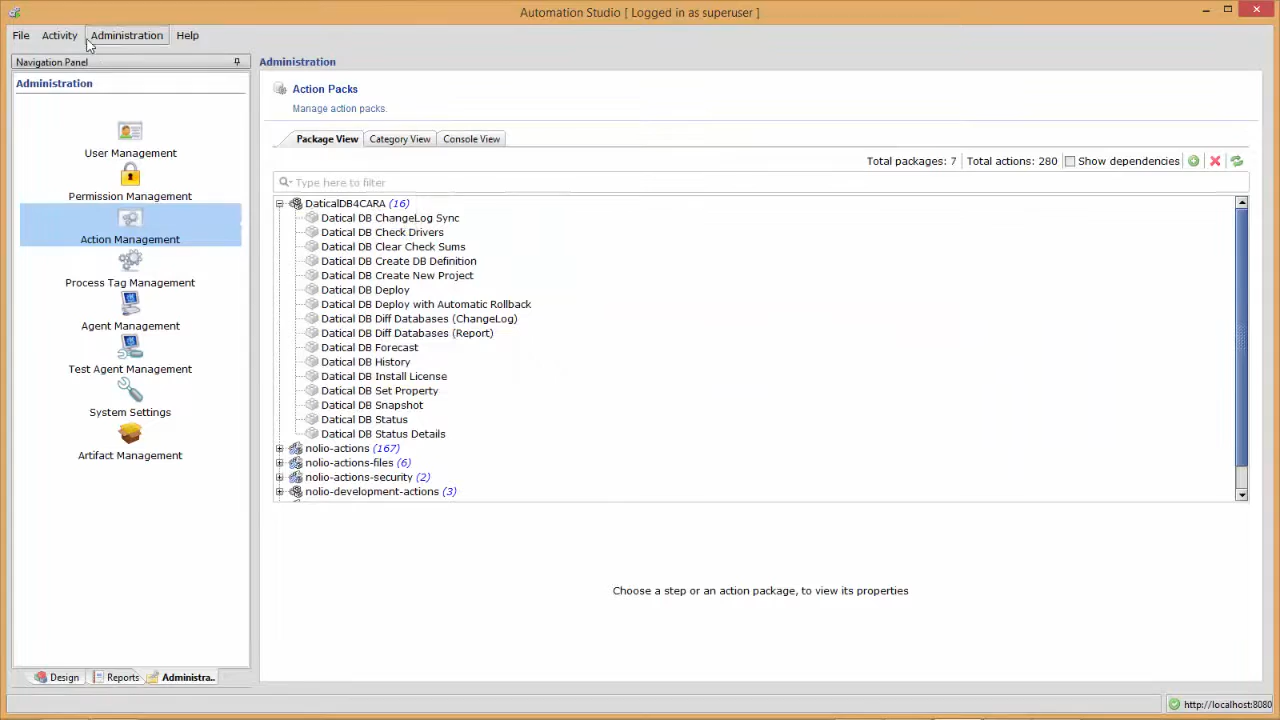 Automation Studio [ Logged in as superuser ]
File Activity Administration Help
Navigation Panel
Administration
User Management
Permission Management
Action Management
Process Tag Management
Agent Management
Test Agent Management
System Settings
Artifact Management
Design Reports Administra..
Administration
Action Packs
Manage action packs.
Package View Category View Console View
Total packages: 7 Total actions: 280 Show dependencies
Type here to filter
DaticalDB4CARA (16)
Datical DB ChangeLog Sync
Datical DB Check Drivers
Datical DB Clear Check Sums
Datical DB Create DB Definition
Datical DB Create New Project
Datical DB Deploy
Datical DB Deploy with Automatic Rollback
Datical DB Diff Databases (ChangeLog)
Datical DB Diff Databases (Report)
Datical DB Forecast
Datical DB History
Datical DB Install License
Datical DB Set Property
Datical DB Snapshot
Datical DB Status
Datical DB Status Details
nolio-actions (167)
nolio-actions-files (6)
nolio-actions-security (2)
nolio-development-actions (3)
Choose a step or an action package, to view its properties
http://localhost:8080